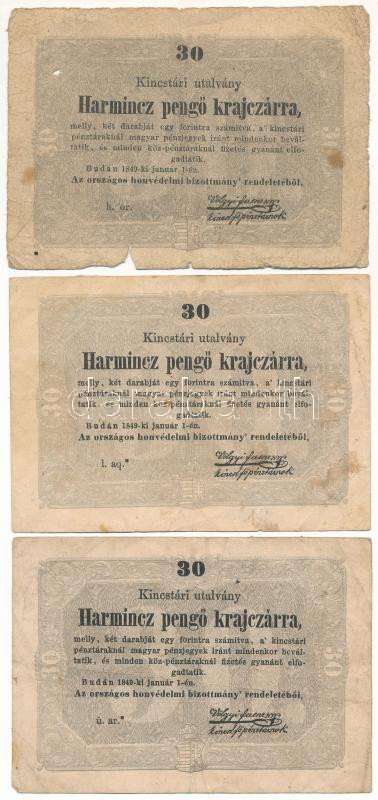 30
Kincstári utalvány
Harmincz pengő krajczárra,
melly, két darabját egy forintra számitva, a' kincstári
pénztáraknál magyar pénzjegyek iránt mindenkor bevál-
tatik, és minden köz-pénztáraknál fizetés gyanánt elfo-
gadtatik.
Budán 1849-ki január 1-én.
Az országos honvédelmi bizottmány' rendeletéből,
h. ör.
30
Kincstári utalvány
Harmincz pengő krajczárra,
melly, két darabját egy forintra számitva, a' kincstári
pénztáraknál magyar pénzjegyek iránt mindenkor bevál-
tatik, és minden köz-pénztáraknál fizetés gyanánt elfo-
gadtatik.
Budán 1849-ki január 1-én.
Az országos honvédelmi bizottmány' rendeletéből,
l. aq.*
30
Kincstári utalvány
Harmincz pengő krajczárra,
melly, két darabját egy forintra számitva, a kincstári
pénztáraknál magyar pénzjegyek iránt mindenkor bevál-
tatik, és minden köz-pénztáraknál fizetés gyanánt elfo-
gadtatik.
Budán 1849-ki január 1-én.
Az országos honvédelmi bizottmány' rendeletéből,
ú. ar.*